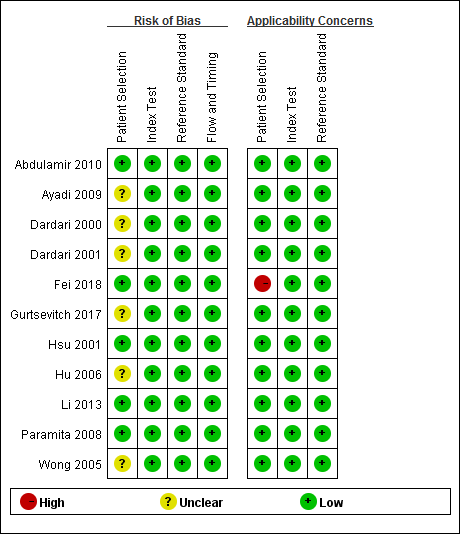 Risk of Bias Applicability Concerns
Patient Selection
Index Test
Reference Standard
Flow and Timing
Patient Selection
Index Test
Reference Standard
Abdulamir 2010 + + + + + + +
Ayadi 2009 ? + + + + + +
Dardari 2000 ? + + + + + +
Dardari 2001 ? + + + + + +
Fei 2018 + + + + + +
Gurtsevitch 2017 ? + + + + + +
Hsu 2001 + + + + + + +
Hu 2006 ? + + + + + +
Li 2013 + + + + + + +
Paramita 2008 + + + + + + +
Wong 2005 ? + + + + + +
High ? Unclear + Low